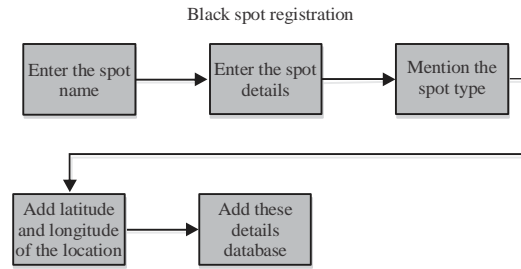 Black spot registration
Enter the spot
name
Enter the spot
details
Mention the
spot type
Add latitude
and longitude
of the location
Add these
details
database